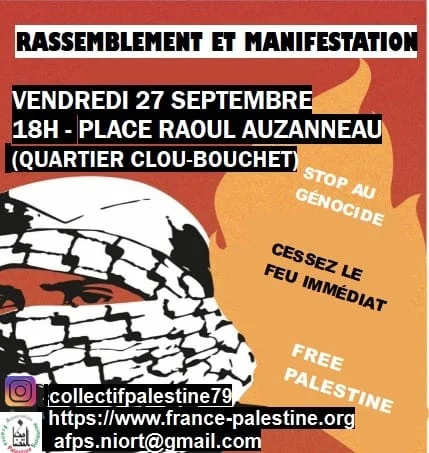 RASSEMBLEMENT ET MANIFESTATION
VENDREDI 27 SEPTEMBRE
18H - PLACE RAOUL AUZANNEAU
(QUARTIER CLOU-BOUCHET)
STOP AU
GÉNOCIDE
CESSEZ LE
FEU IMMÉDIAT
FREE
PALESTINE
collectifpalestine79
https://www.france-palestine.org
afps.niort@gmail.com